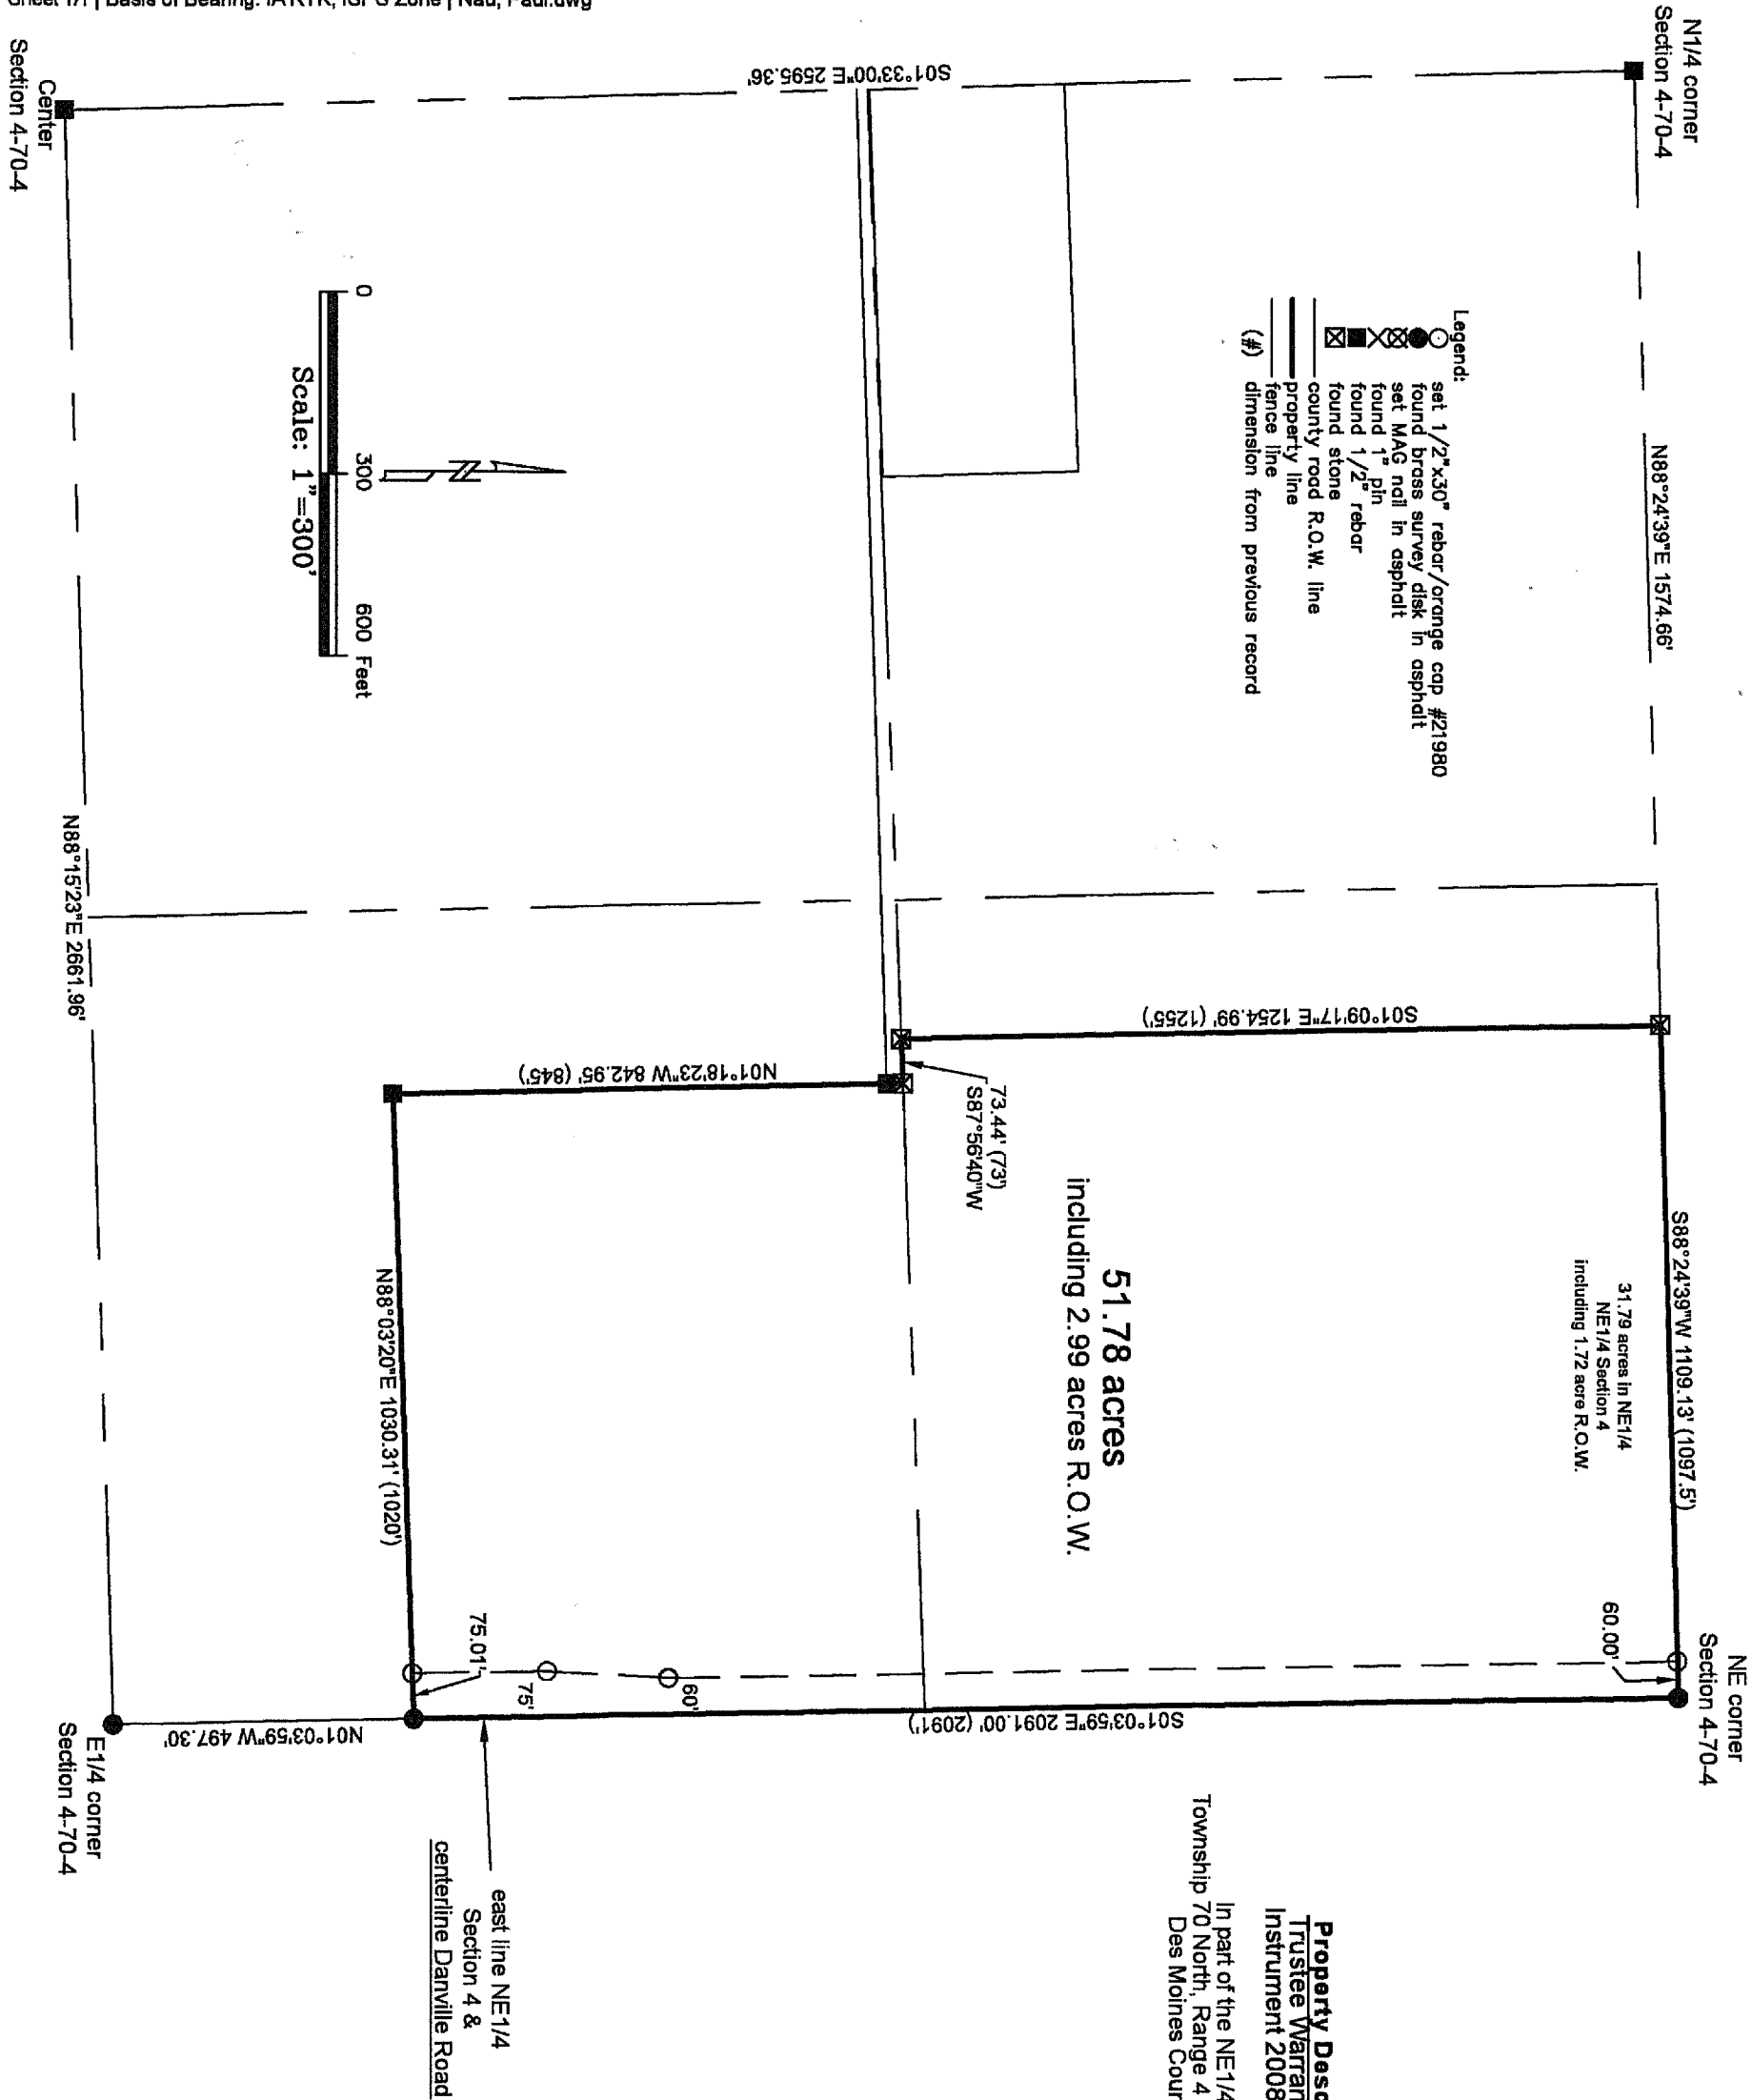 Sheet 1/1 | Basis of Bearing: IA RTK, IGPS Zone | Nau, Paul.dwg
N1/4 corner
Section 4-70-4
N88°24'39"E 1574.66'
NE corner
Section 4-70-4
60.00'
S88°24'39"W 1109.13' (1097.5')
31.79 acres in NE1/4
NE1/4 Section 4
including 1.72 acre R.O.W.
Legend:
set 1/2"x30" rebar/orange cap #21980
found brass survey disk in asphalt
set MAG nail in asphalt
found 1" pin
found 1/2" rebar
found stone
county road R.O.W. line
property line
fence line
(#) dimension from previous record
S01°33'00"E 2595.36'
S01°09'17"E 1254.99' (1255')
51.78 acres
including 2.99 acres R.O.W.
73.44' (73')
S87°56'40"W
S01°03'59"E 2091.00' (2091')
N01°18'23"W 842.95' (845')
60'
75'
75.01'
N88°03'20"E 1030.31' (1020')
N01°03'59"W 497.30'
0 300 600 Feet
Scale: 1"=300'
Center
Section 4-70-4
N88°15'23"E 2661.96'
E1/4 corner
Section 4-70-4
east line NE1/4
Section 4 &
centerline Danville Road
Property Desc
Trustee Warran
Instrument 2008
In part of the NE1/4
Township 70 North, Range 4
Des Moines Cour